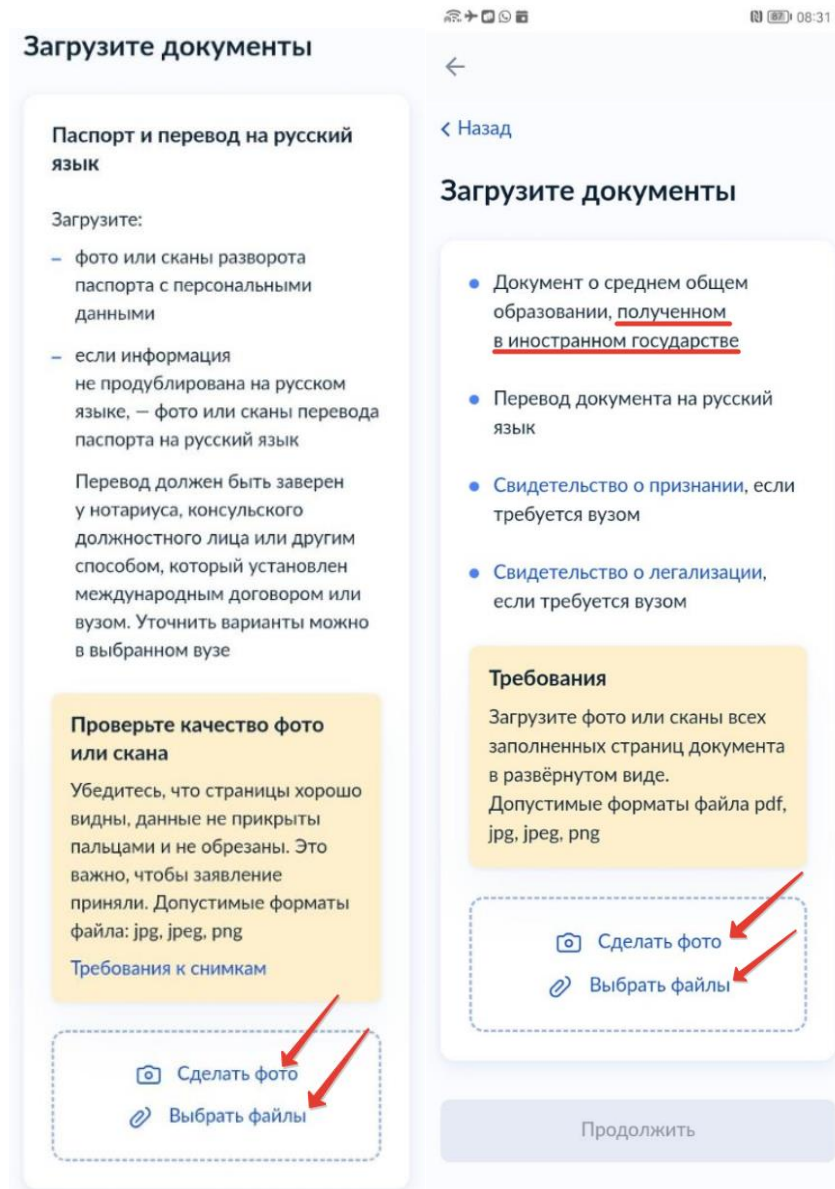 Загрузите документы
Паспорт и перевод на русский
язык
Загрузите:
– фото или сканы разворота
паспорта с персональными
данными
– если информация
не продублирована на русском
языке, — фото или сканы перевода
паспорта на русский язык
Перевод должен быть заверен
у нотариуса, консульского
должностного лица или другим
способом, который установлен
международным договором или
вузом. Уточнить варианты можно
в выбранном вузе
Проверьте качество фото
или скана
Убедитесь, что страницы хорошо
видны, данные не прикрыты
пальцами и не обрезаны. Это
важно, чтобы заявление
приняли. Допустимые форматы
файла: jpg, jpeg, png
Требования к снимкам
Сделать фото
Выбрать файлы
87 08:31
Назад
Загрузите документы
• Документ о среднем общем
образовании, полученном
в иностранном государстве
• Перевод документа на русский
язык
• Свидетельство о признании, если
требуется вузом
• Свидетельство о легализации,
если требуется вузом
Требования
Загрузите фото или сканы всех
заполненных страниц документа
в развёрнутом виде.
Допустимые форматы файла pdf,
jpg, jpeg, png
Сделать фото
Выбрать файлы
Продолжить